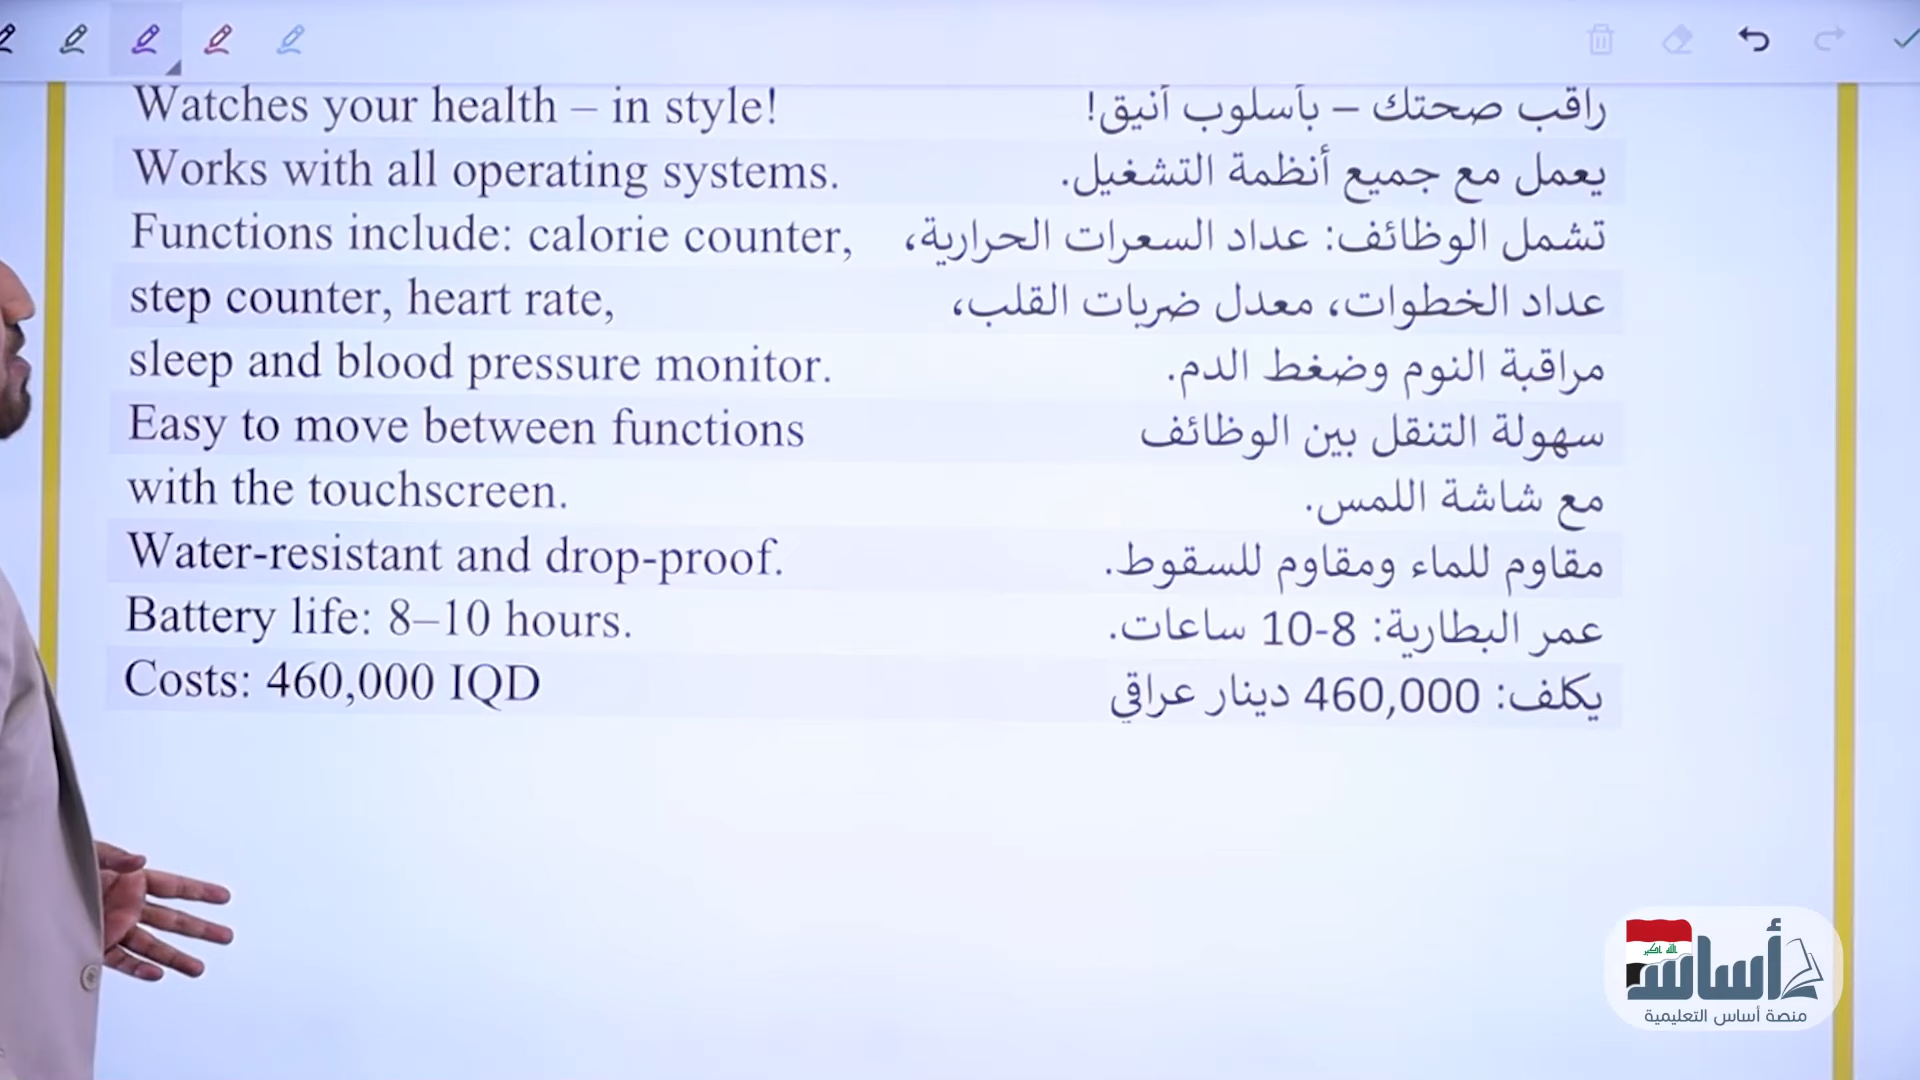 Watches your health – in style!
راقب صحتك – بأسلوب أنيق!
Works with all operating systems.
يعمل مع جميع أنظمة التشغيل.
Functions include: calorie counter,
تشمل الوظائف: عداد السعرات الحرارية،
step counter, heart rate,
عداد الخطوات، معدل ضربات القلب،
sleep and blood pressure monitor.
مراقبة النوم وضغط الدم.
Easy to move between functions
سهولة التنقل بين الوظائف
with the touchscreen.
مع شاشة اللمس.
Water-resistant and drop-proof.
مقاوم للماء ومقاوم للسقوط.
Battery life: 8–10 hours.
عمر البطارية: 8-10 ساعات.
Costs: 460,000 IQD
يكلف: 460,000 دينار عراقي
الله اكبر
أساس
منصة أساس التعليمية